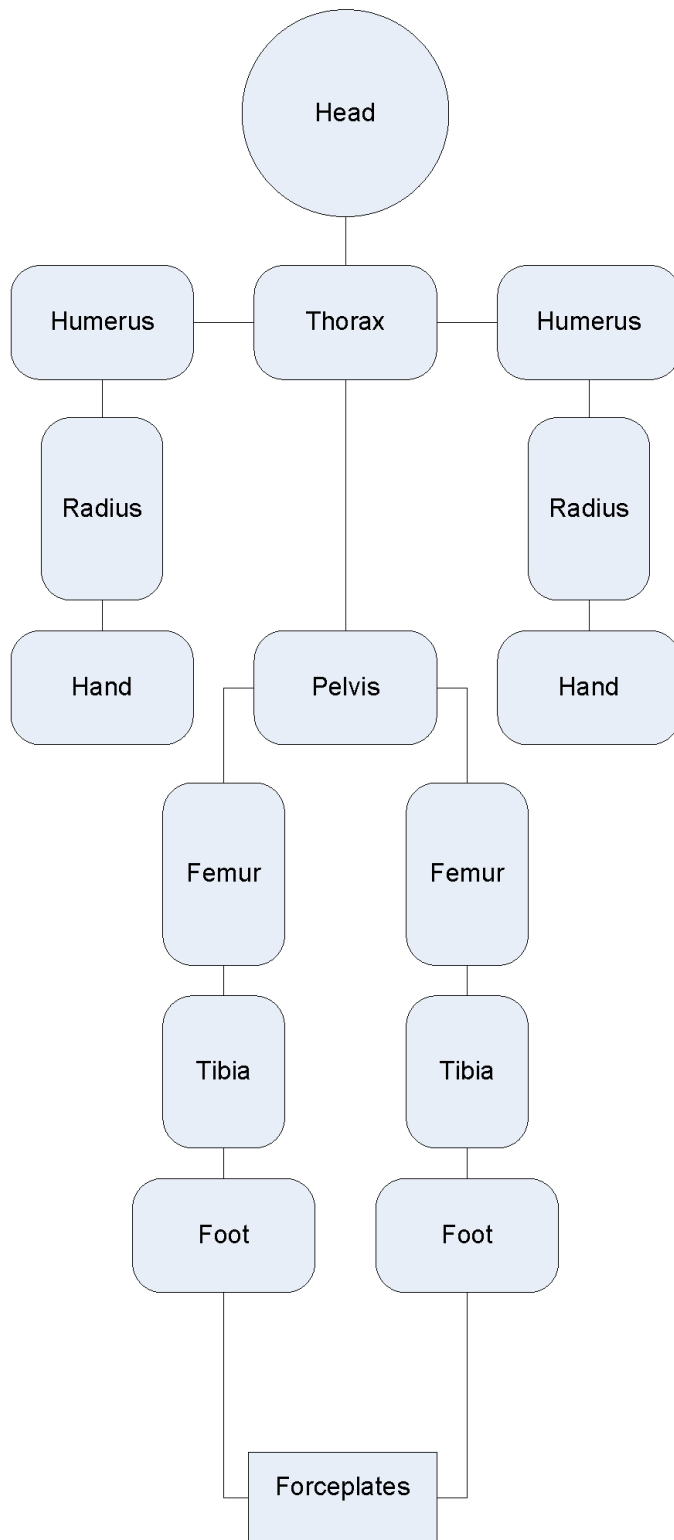 Head
Humerus
Thorax
Humerus
Radius
Radius
Hand
Pelvis
Hand
Femur
Femur
Tibia
Tibia
Foot
Foot
Forceplates